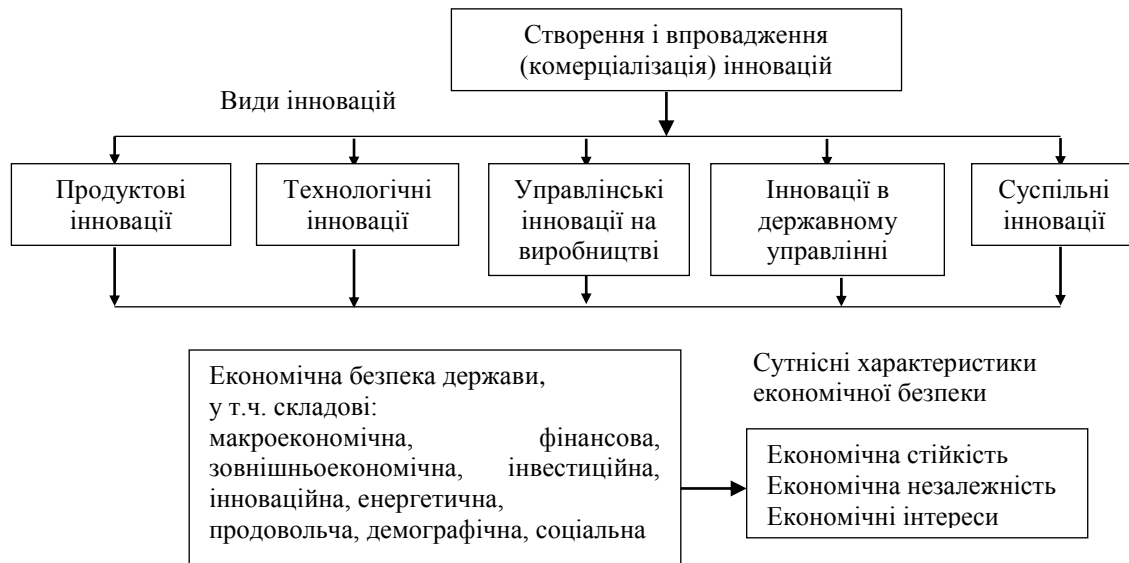 Створення і впровадження
(комерціалізація) інновацій
Види інновацій
Продуктові
інновації
Технологічні
інновації
Управлінські
інновації на
виробництві
Інновації в
державному
управлінні
Суспільні
інновації
Економічна безпека держави,
у т.ч. складові:
макроекономічна, фінансова,
зовнішньоекономічна, інвестиційна,
інноваційна, енергетична,
продовольча, демографічна, соціальна
Сутнісні характеристики
економічної безпеки
Економічна стійкість
Економічна незалежність
Економічні інтереси